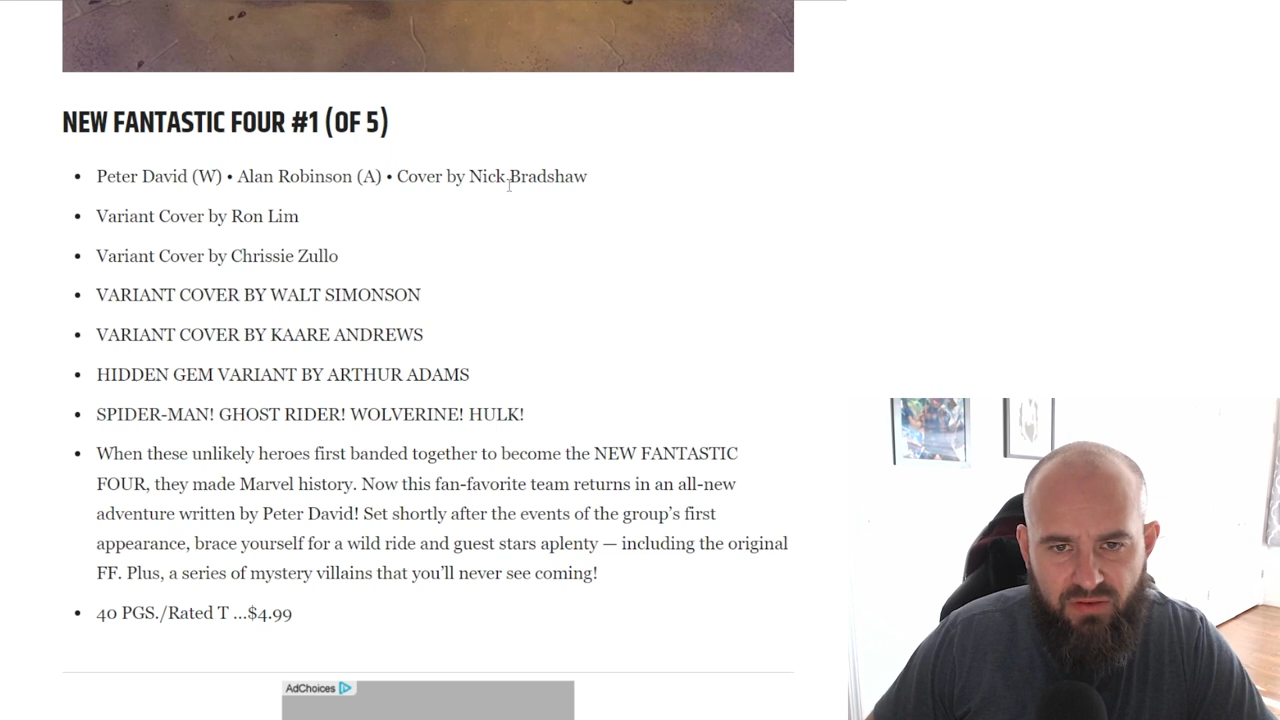 NEW FANTASTIC FOUR #1 (OF 5)
• Peter David (W) • Alan Robinson (A) • Cover by Nick Bradshaw
• Variant Cover by Ron Lim
• Variant Cover by Chrissie Zullo
• VARIANT COVER BY WALT SIMONSON
• VARIANT COVER BY KAARE ANDREWS
• HIDDEN GEM VARIANT BY ARTHUR ADAMS
• SPIDER-MAN! GHOST RIDER! WOLVERINE! HULK!
• When these unlikely heroes first banded together to become the NEW FANTASTIC
FOUR, they made Marvel history. Now this fan-favorite team returns in an all-new
adventure written by Peter David! Set shortly after the events of the group’s first
appearance, brace yourself for a wild ride and guest stars aplenty — including the original
FF. Plus, a series of mystery villains that you’ll never see coming!
• 40 PGS./Rated T …$4.99
AdChoices